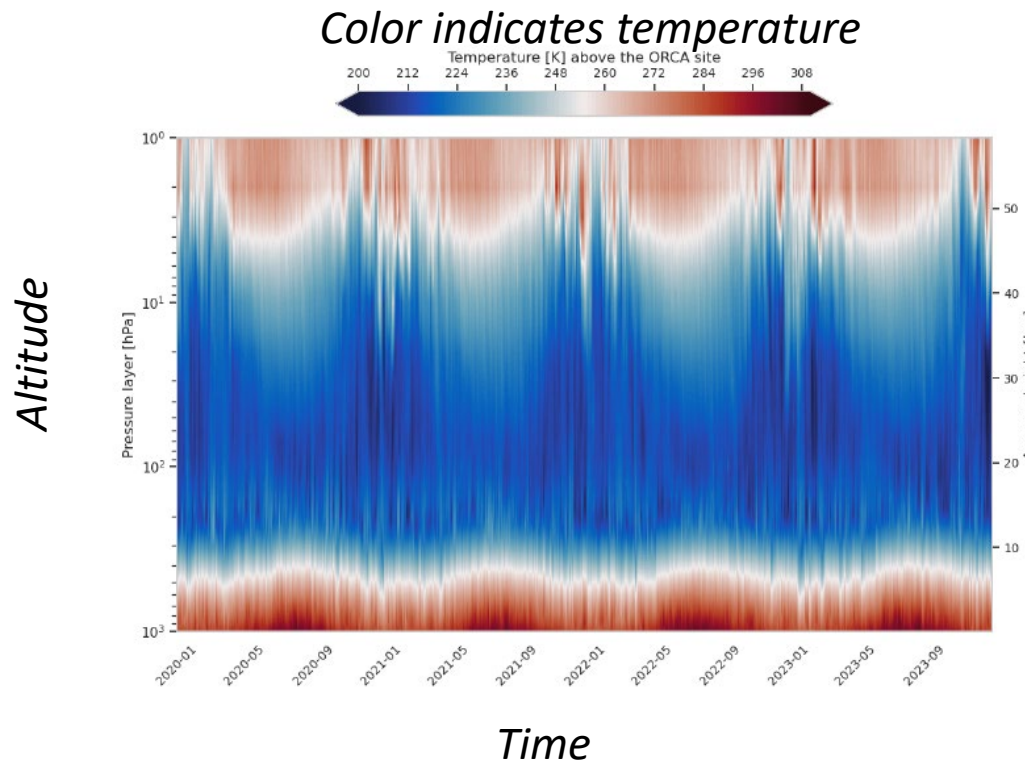 Color indicates temperature
Temperature [K] above the ORCA site
200 212 224 236 248 260 272 284 296 308
Altitude
Pressure layer [hPa]
10⁰
10¹
10²
10³
50
40
30
20
10
2020-01 2020-05 2020-09 2021-01 2021-05 2021-09 2022-01 2022-05 2022-09 2023-01 2023-05 2023-09
Time